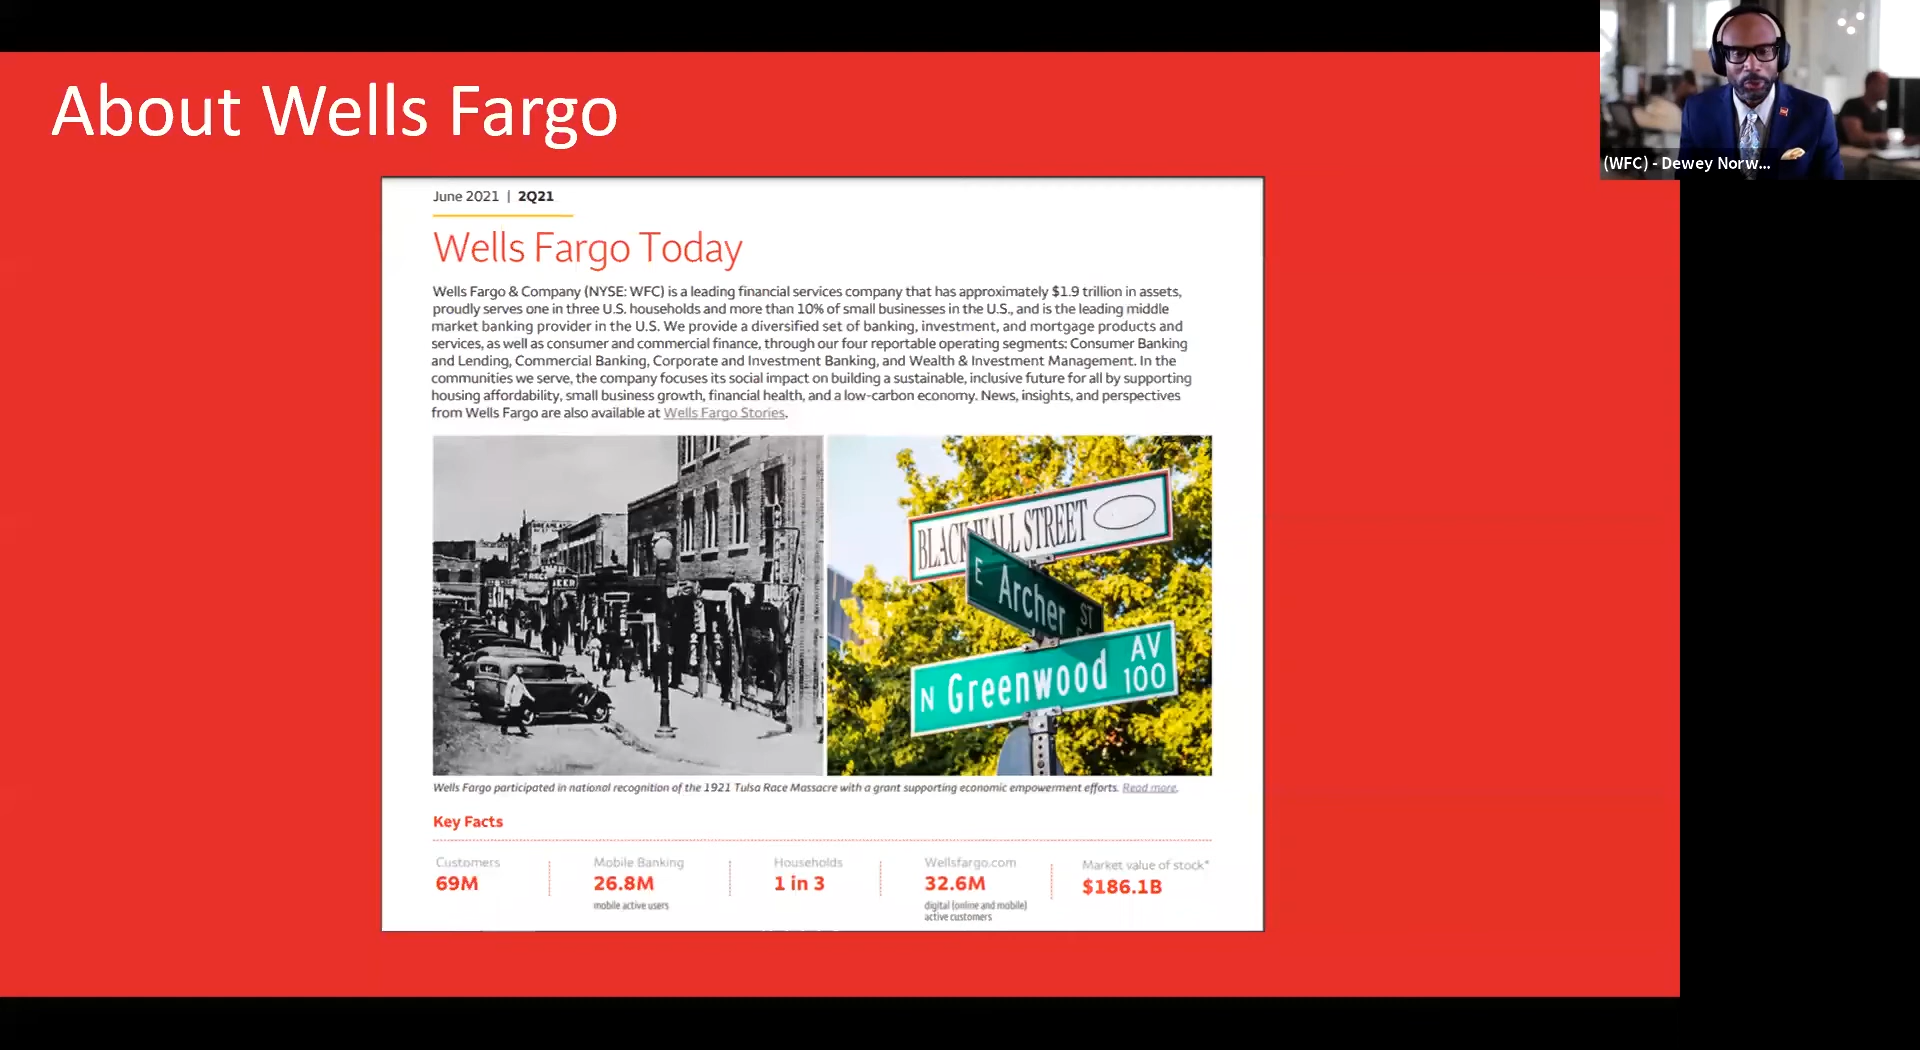 About Wells Fargo
(WFC) - Dewey Norw...
June 2021 | 2Q21
Wells Fargo Today
Wells Fargo & Company (NYSE: WFC) is a leading financial services company that has approximately $1.9 trillion in assets,
proudly serves one in three U.S. households and more than 10% of small businesses in the U.S., and is the leading middle
market banking provider in the U.S. We provide a diversified set of banking, investment, and mortgage products and
services, as well as consumer and commercial finance, through our four reportable operating segments: Consumer Banking
and Lending, Commercial Banking, Corporate and Investment Banking, and Wealth & Investment Management. In the
communities we serve, the company focuses its social impact on building a sustainable, inclusive future for all by supporting
housing affordability, small business growth, financial health, and a low-carbon economy. News, insights, and perspectives
from Wells Fargo are also available at Wells Fargo Stories.
BLACK WALL STREET
E Archer ST
N Greenwood AV 100
Wells Fargo participated in national recognition of the 1921 Tulsa Race Massacre with a grant supporting economic empowerment efforts. Read more.
Key Facts
Customers
69M
Mobile Banking
26.8M
mobile active users
Households
1 in 3
Wellsfargo.com
32.6M
digital (online and mobile)
active customers
Market value of stock*
$186.1B